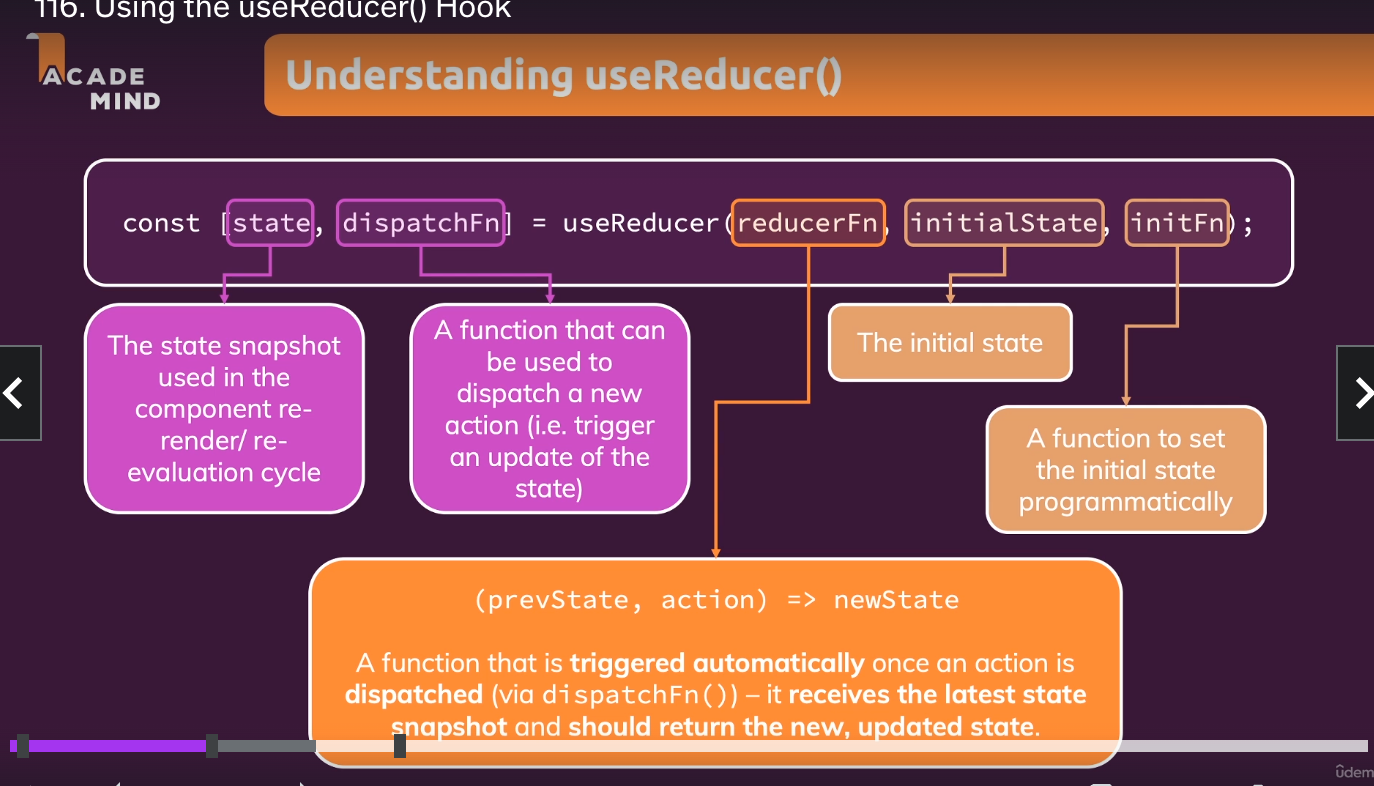 116. Using the useReducer() Hook
ACADE
MIND
Understanding useReducer()
const [state, dispatchFn] = useReducer(reducerFn, initialState, initFn);
The state snapshot
used in the
component re-
render/ re-
evaluation cycle
A function that can
be used to
dispatch a new
action (i.e. trigger
an update of the
state)
The initial state
A function to set
the initial state
programmatically
(prevState, action) => newState
A function that is triggered automatically once an action is
dispatched (via dispatchFn()) – it receives the latest state
snapshot and should return the new, updated state.
ûdem